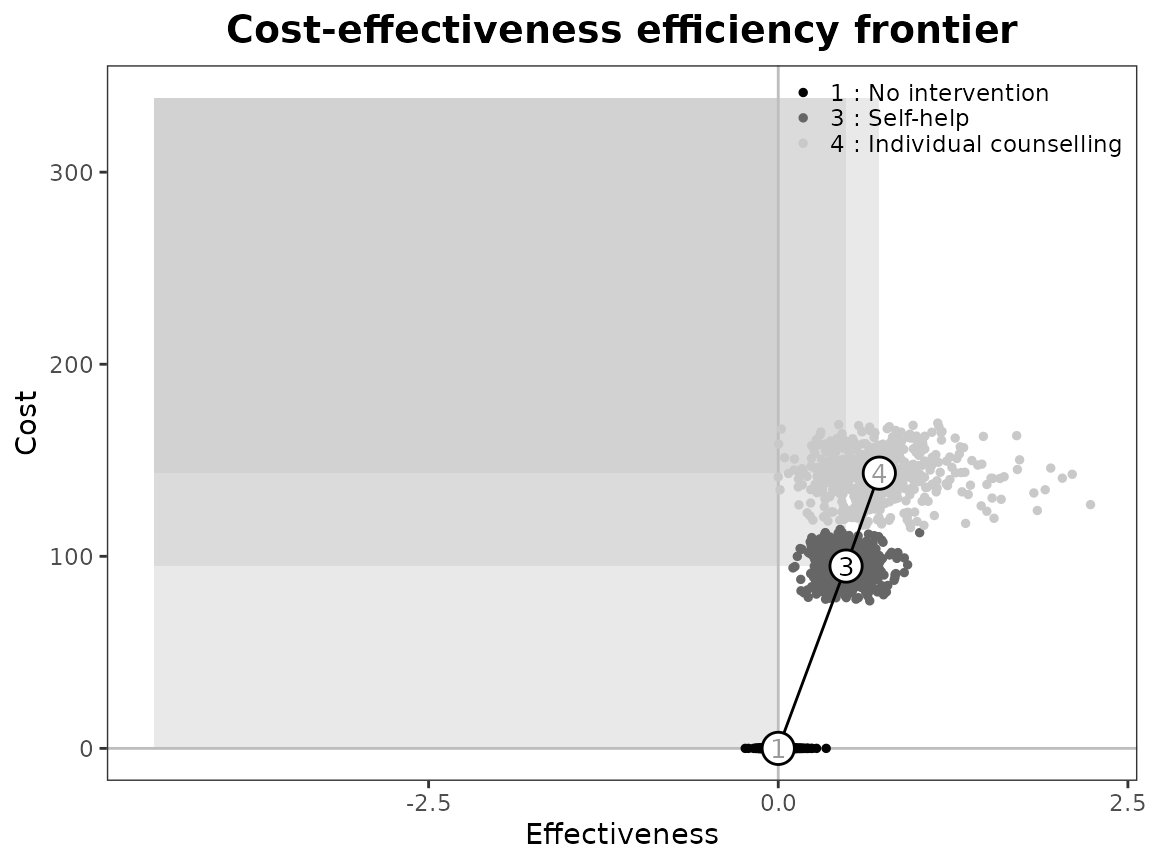 Cost-effectiveness efficiency frontier
1 : No intervention
3 : Self-help
4 : Individual counselling
300
200
100
0
Cost
4
3
1
-2.5
0.0
2.5
Effectiveness